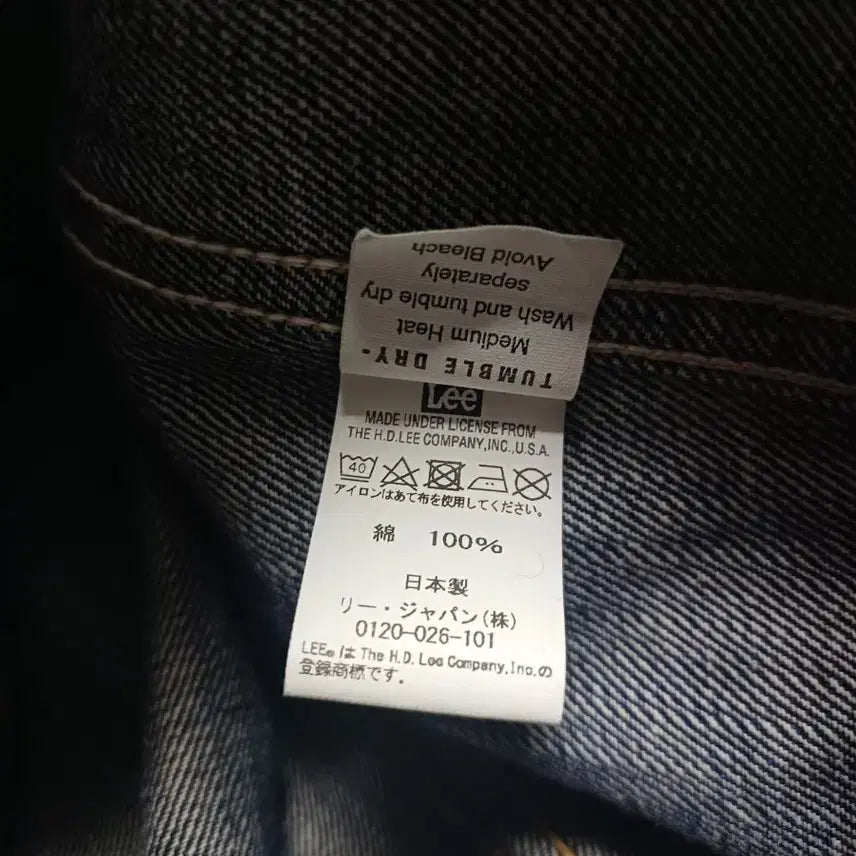 TUMBLE DRY-
Medium Heat
Wash and tumble dry
separately
Avoid Bleach
Lee
MADE UNDER LICENSE FROM
THE H.D.LEE COMPANY,INC.,U.S.A.
40
アイロンはあて布を使用してください。
綿 100%
日本製
リー・ジャパン(株)
0120-026-101
LEE® は The H.D. Lee Company, Inc.の
登録商標です。